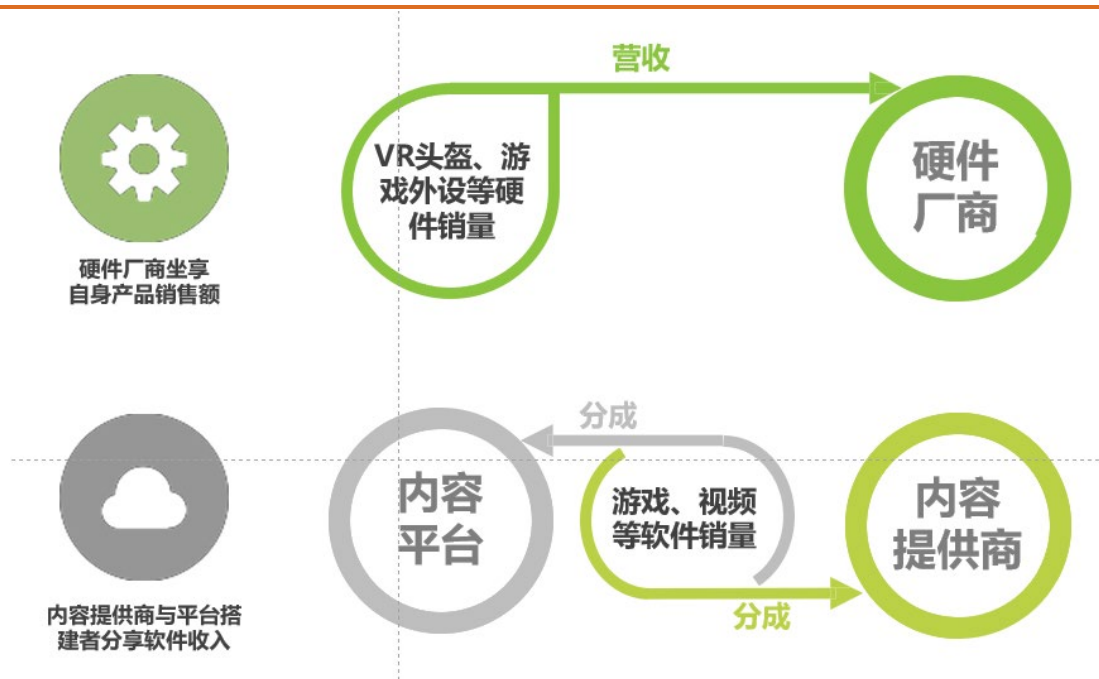 营收
VR头盔、游
戏外设等硬
件销量
硬件
厂商
硬件厂商坐享
自身产品销售额
分成
内容
平台
游戏、视频
等软件销量
内容
提供商
分成
内容提供商与平台搭
建者分享软件收入